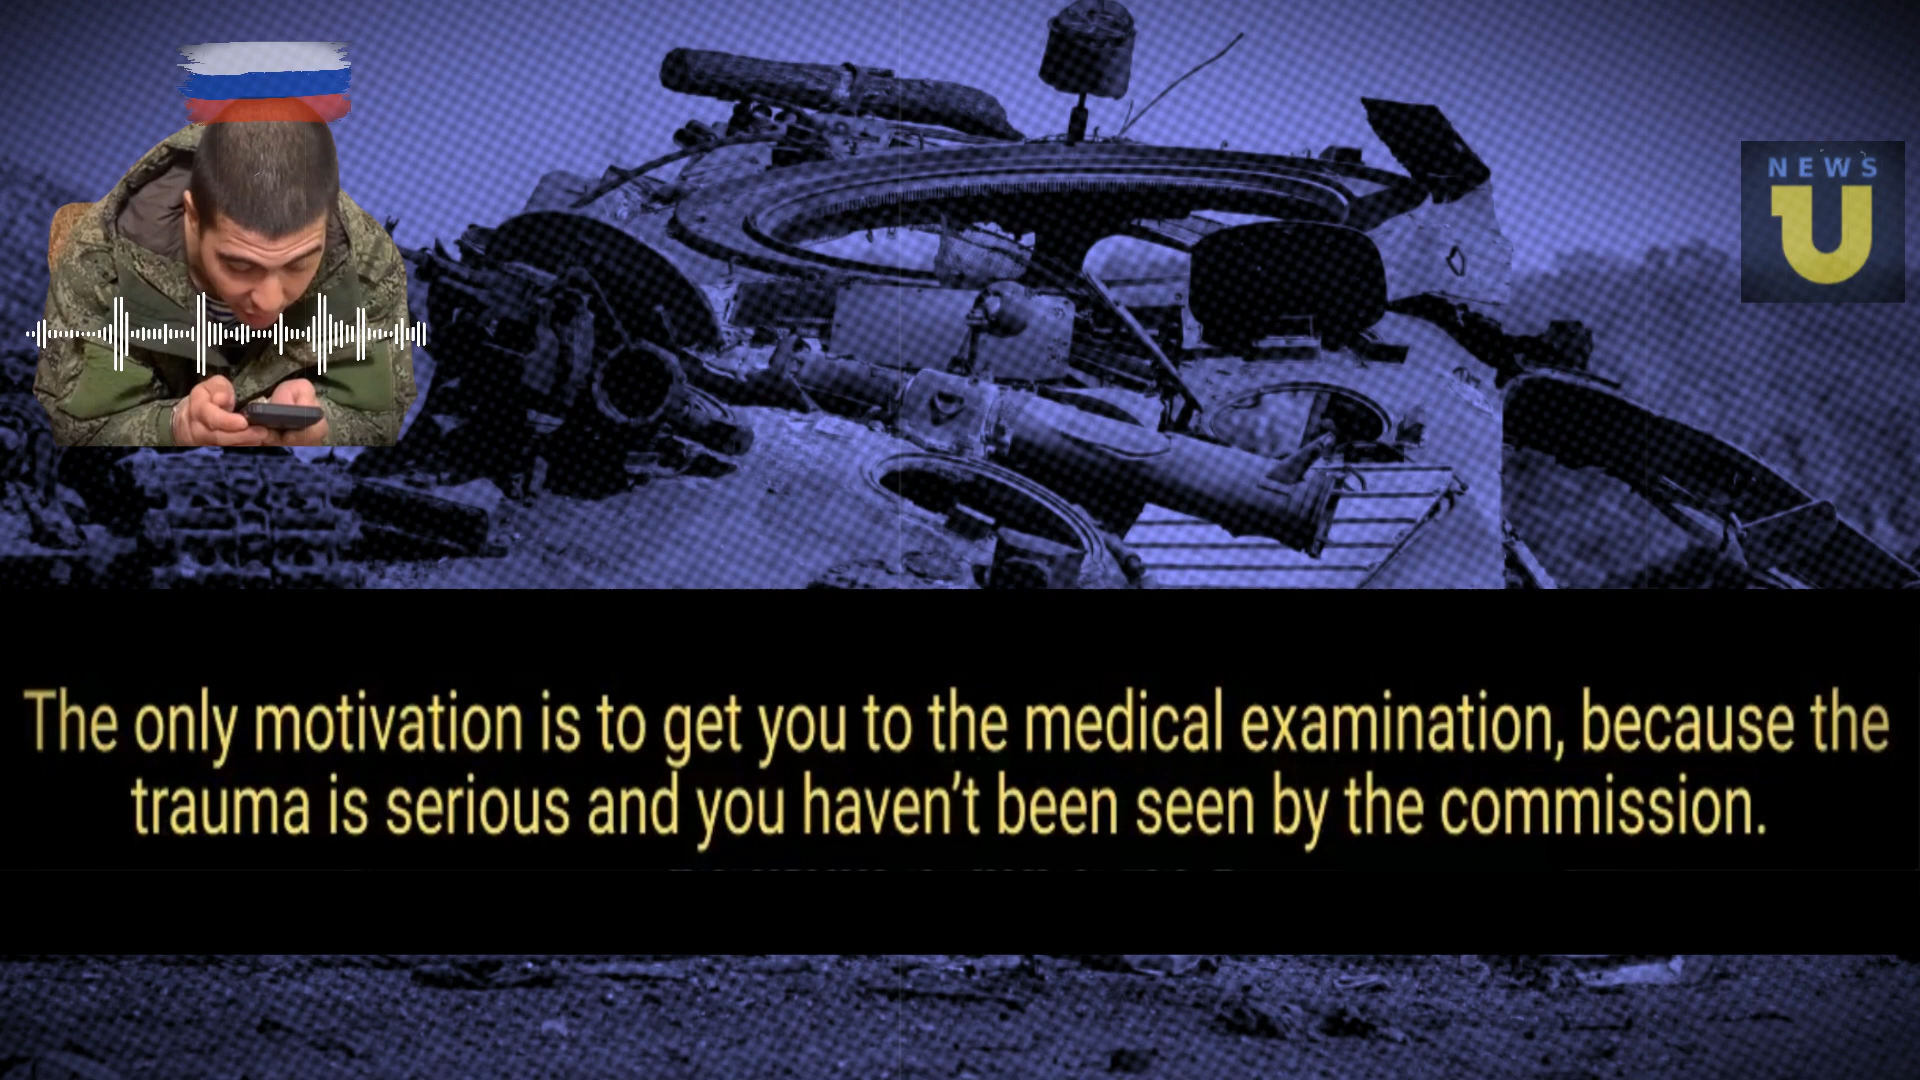 NEWS
U
The only motivation is to get you to the medical examination, because the
trauma is serious and you haven't been seen by the commission.